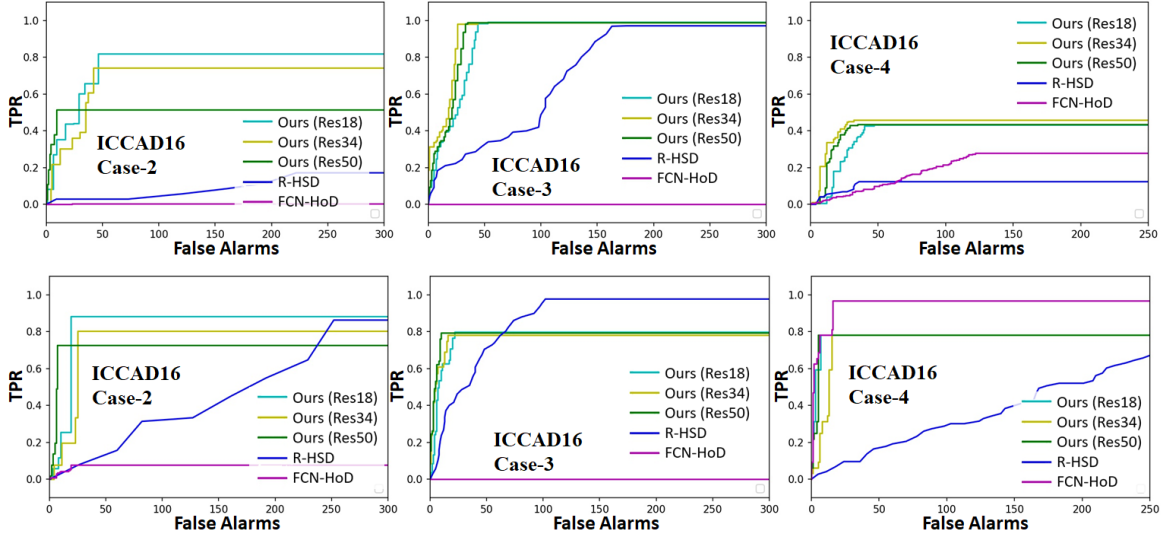 TPR
1.0
0.8
0.6
0.4
0.2
0.0
ICCAD16
Case-2
Ours (Res18)
Ours (Res34)
Ours (Res50)
R-HSD
FCN-HoD
0
50
100
150
200
250
300
False Alarms
TPR
1.0
0.8
0.6
0.4
0.2
0.0
ICCAD16
Case-3
Ours (Res18)
Ours (Res34)
Ours (Res50)
R-HSD
FCN-HoD
0
50
100
150
200
250
300
False Alarms
TPR
1.0
0.8
0.6
0.4
0.2
0.0
ICCAD16
Case-4
Ours (Res18)
Ours (Res34)
Ours (Res50)
R-HSD
FCN-HoD
0
50
100
150
200
250
False Alarms
TPR
1.0
0.8
0.6
0.4
0.2
0.0
ICCAD16
Case-2
Ours (Res18)
Ours (Res34)
Ours (Res50)
R-HSD
FCN-HoD
0
50
100
150
200
250
300
False Alarms
TPR
1.0
0.8
0.6
0.4
0.2
0.0
ICCAD16
Case-3
Ours (Res18)
Ours (Res34)
Ours (Res50)
R-HSD
FCN-HoD
0
50
100
150
200
250
300
False Alarms
TPR
1.0
0.8
0.6
0.4
0.2
0.0
ICCAD16
Case-4
Ours (Res18)
Ours (Res34)
Ours (Res50)
R-HSD
FCN-HoD
0
50
100
150
200
250
False Alarms